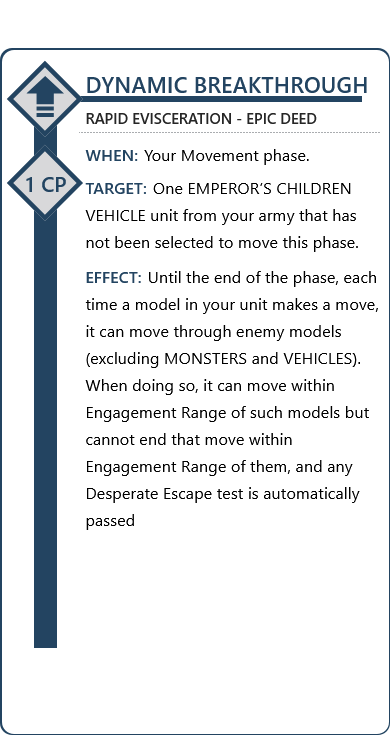 DYNAMIC BREAKTHROUGH
RAPID EVISCERATION - EPIC DEED
WHEN: Your Movement phase.
1 CP
TARGET: One EMPEROR'S CHILDREN
VEHICLE unit from your army that has
not been selected to move this phase.
EFFECT: Until the end of the phase, each
time a model in your unit makes a move,
it can move through enemy models
(excluding MONSTERS and VEHICLES).
When doing so, it can move within
Engagement Range of such models but
cannot end that move within
Engagement Range of them, and any
Desperate Escape test is automatically
passed